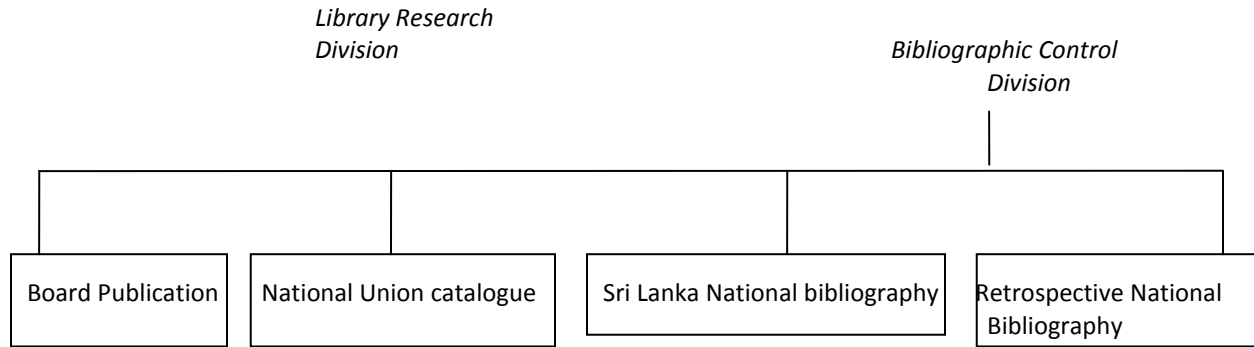 Library Research
Division
Bibliographic Control
Division
Board Publication
National Union catalogue
Sri Lanka National bibliography
Retrospective National
Bibliography